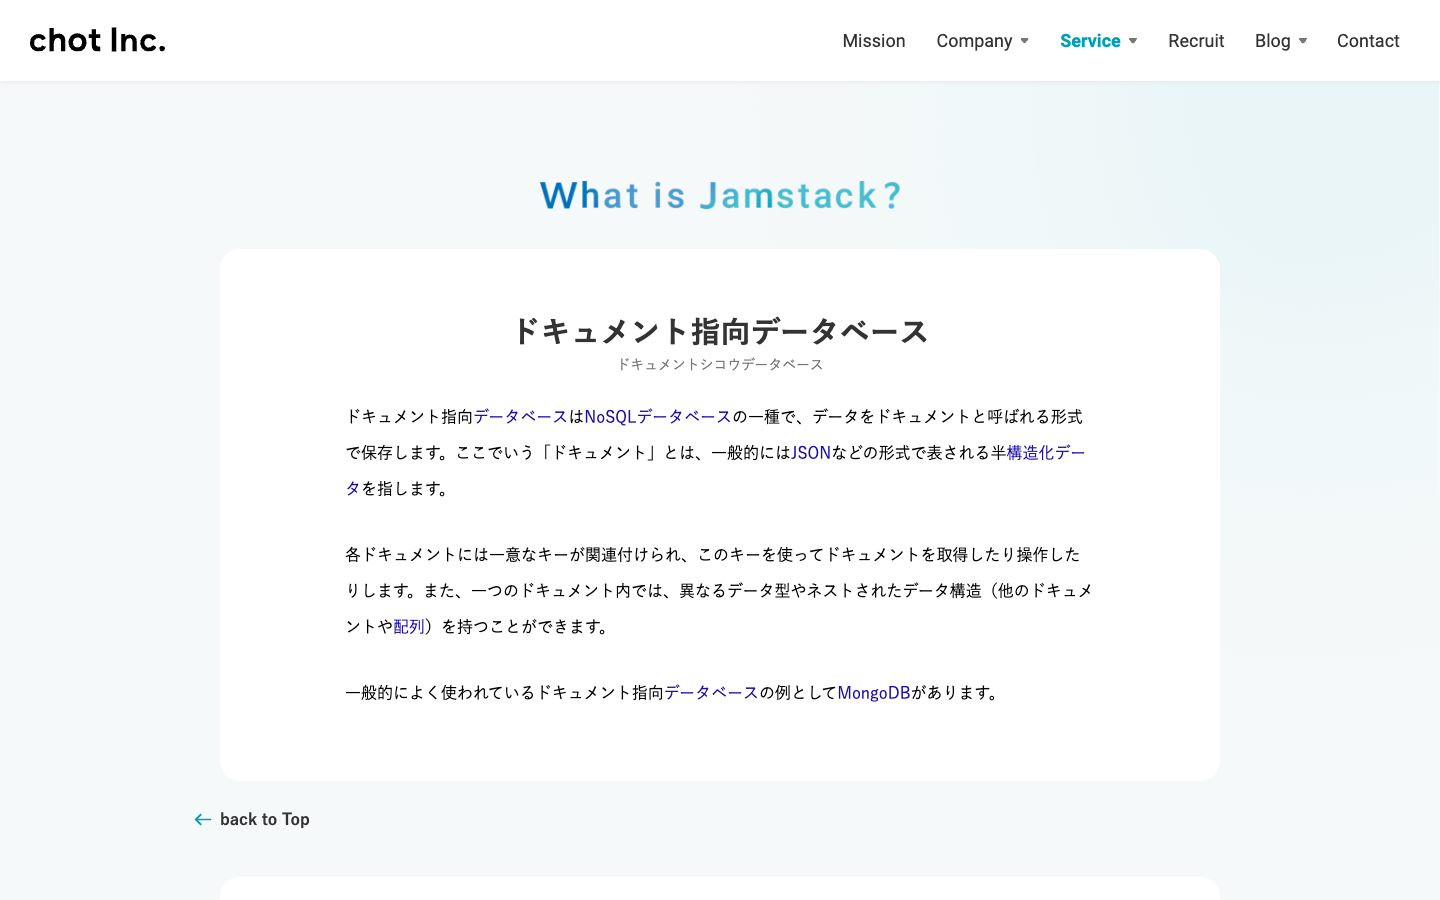 chot Inc.
Mission Company Service Recruit Blog Contact
What is Jamstack?
ドキュメント指向データベース
ドキュメントシコウデータベース
ドキュメント指向データベースはNoSQLデータベースの一種で、データをドキュメントと呼ばれる形式
で保存します。ここでいう「ドキュメント」とは、一般的にはJSONなどの形式で表される半構造化デー
タを指します。
各ドキュメントには一意なキーが関連付けられ、このキーを使ってドキュメントを取得したり操作した
りします。また、一つのドキュメント内では、異なるデータ型やネストされたデータ構造（他のドキュメ
ントや配列）を持つことができます。
一般的によく使われているドキュメント指向データベースの例としてMongoDBがあります。
back to Top